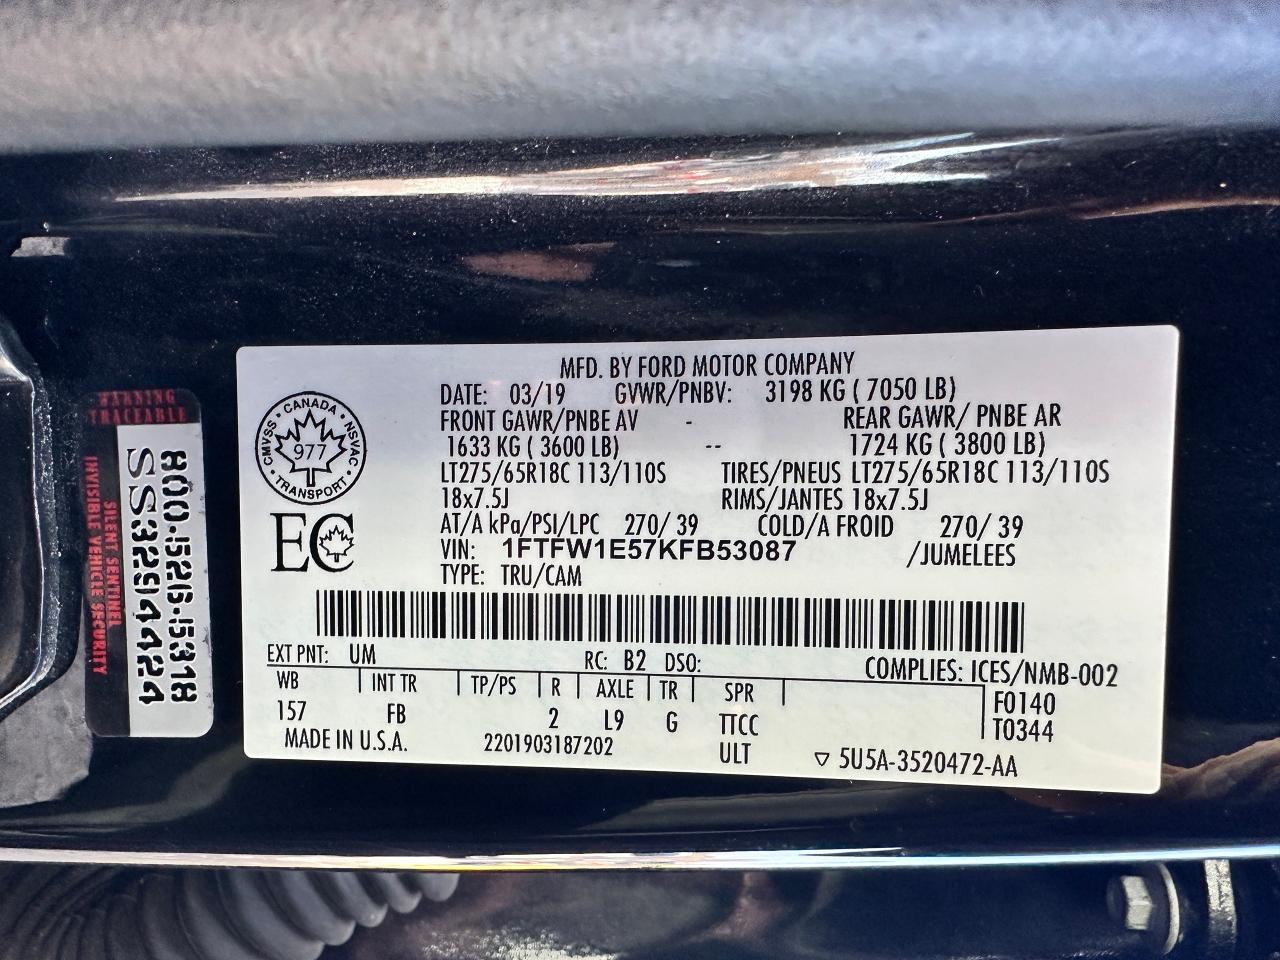 WARNING
TRACEABLE
800.526.5318
SS3294424
SILENT SENTINEL
INVISIBLE VEHICLE SECURITY
MFD. BY FORD MOTOR COMPANY
DATE: 03/19 GVWR/PNBV: 3198 KG ( 7050 LB)
FRONT GAWR/PNBE AV - REAR GAWR/ PNBE AR
1633 KG ( 3600 LB) -- 1724 KG ( 3800 LB)
LT275/65R18C 113/110S TIRES/PNEUS LT275/65R18C 113/110S
18x7.5J RIMS/JANTES 18x7.5J
AT/A kPa/PSI/LPC 270/ 39 COLD/A FROID 270/ 39
VIN: 1FTFW1E57KFB53087 /JUMELEES
TYPE: TRU/CAM
CANADA
CMVSS NSVAC
977
TRANSPORT
EC
EXT PNT: UM RC: B2 DSO: COMPLIES: ICES/NMB-002
WB INT TR TP/PS R AXLE TR SPR F0140
157 FB 2 L9 G TTCC T0344
MADE IN U.S.A. 2201903187202 ULT ▽ 5U5A-3520472-AA